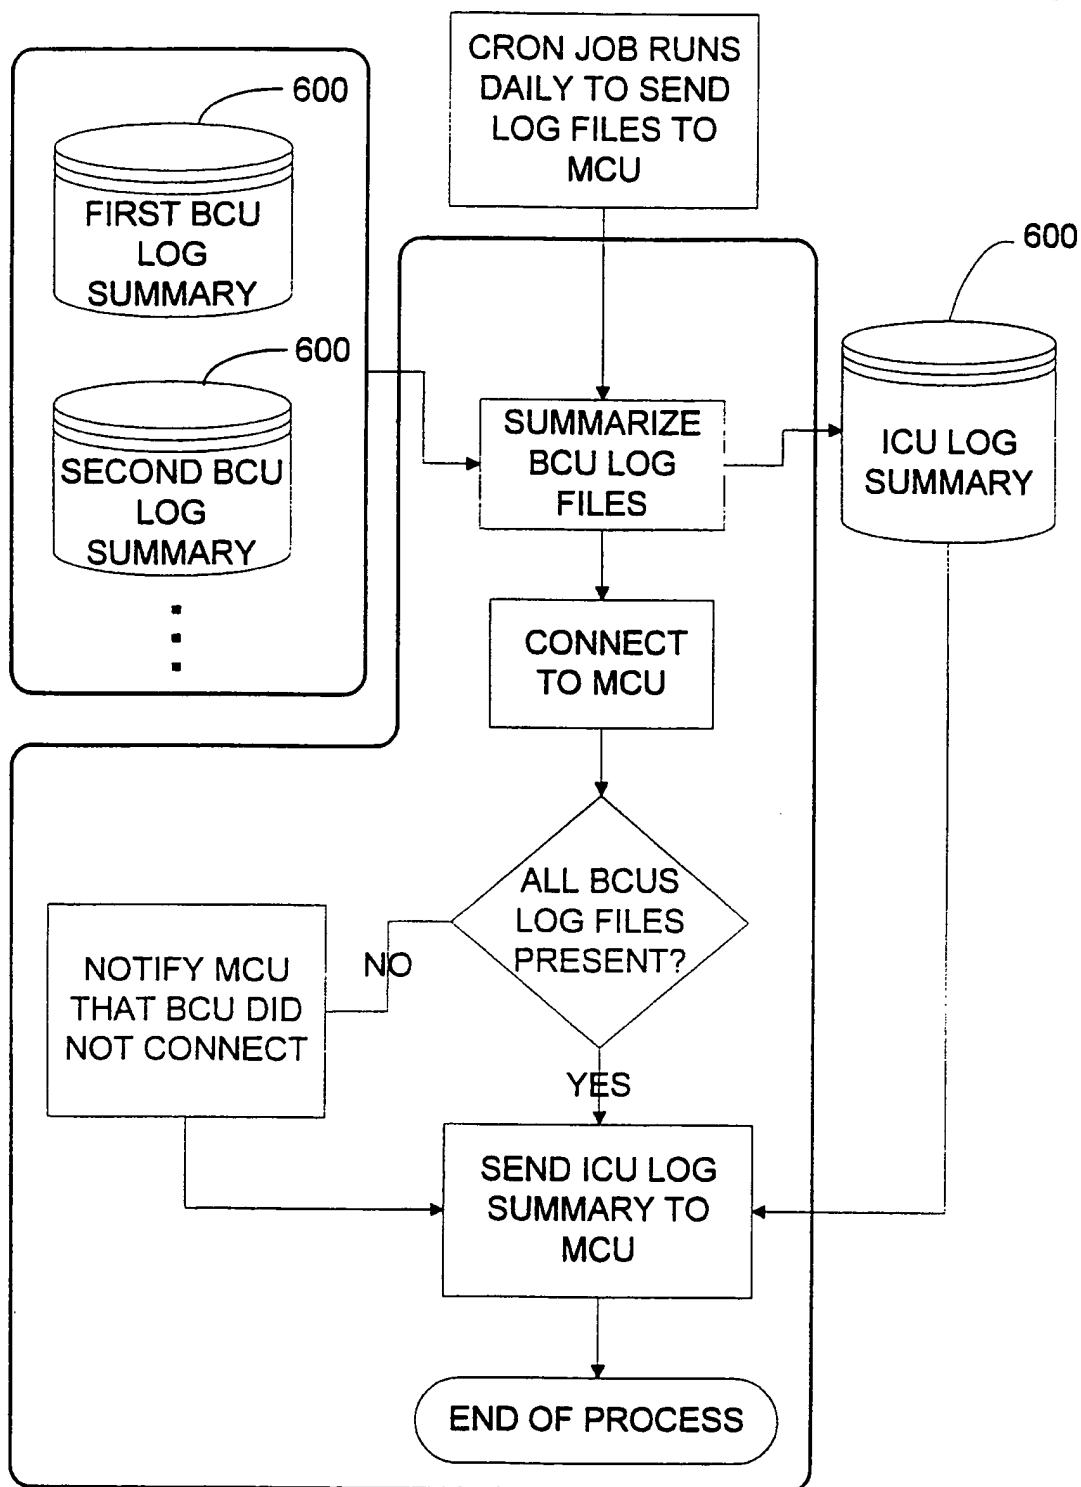 CRON JOB RUNS
DAILY TO SEND
LOG FILES TO
MCU
600
FIRST BCU
LOG
SUMMARY
600
SECOND BCU
LOG
SUMMARY
600
SUMMARIZE
BCU LOG
FILES
ICU LOG
SUMMARY
CONNECT
TO MCU
ALL BCUS
LOG FILES
PRESENT?
NO
NOTIFY MCU
THAT BCU DID
NOT CONNECT
YES
SEND ICU LOG
SUMMARY TO
MCU
END OF PROCESS